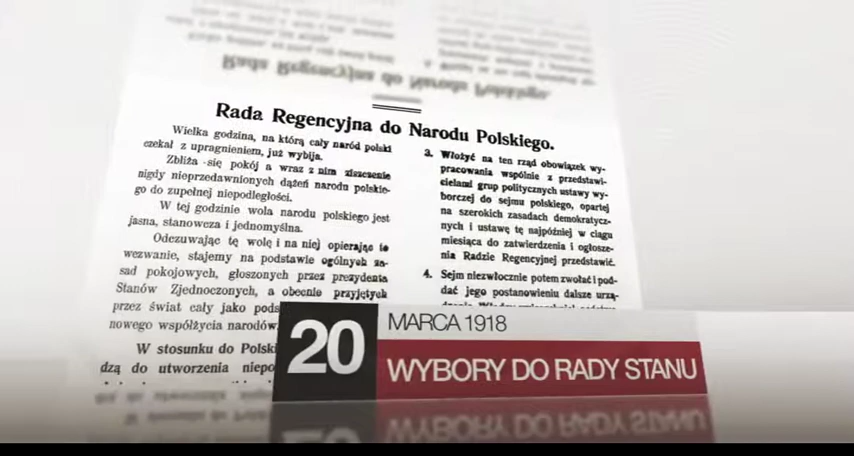 Rada Regencyjna do Narodu Polskiego.
Wielka godzina, na którą cały naród polski
czekał z upragnieniem, już wybija.
Zbliża się pokój a wraz z nim ziszczenie
nigdy nieprzedawnionych dążeń narodu polskie-
go do zupełnej niepodległości.
W tej godzinie wola narodu polskiego jest
jasna, stanowcza i jednomyślna.
Odczuwając tę wolę i na niej opierając to
wezwanie, stajemy na podstawie ogólnych za-
sad pokojowych, głoszonych przez prezydenta
Stanów Zjednoczonych, a obecnie przyjętych
przez świat cały jako pods
nowego współżycia narodów.
W stosunku do Polski
dzą do utworzenia niepo
3. Włożyć na ten rząd obowiązek wy-
pracowania wspólnie z przedstawi-
cielami grup politycznych ustawy wy-
borczej do sejmu polskiego, opartej
na szerokich zasadach demokratycz-
nych i ustawę tę najpóźniej w ciągu
miesiąca do zatwierdzenia i ogłosze-
nia Radzie Regencyjnej przedstawić.
4. Sejm niezwłocznie potem zwołać i pod-
dać jego postanowieniu dalsze urzą-
20
MARCA 1918
WYBORY DO RADY STANU